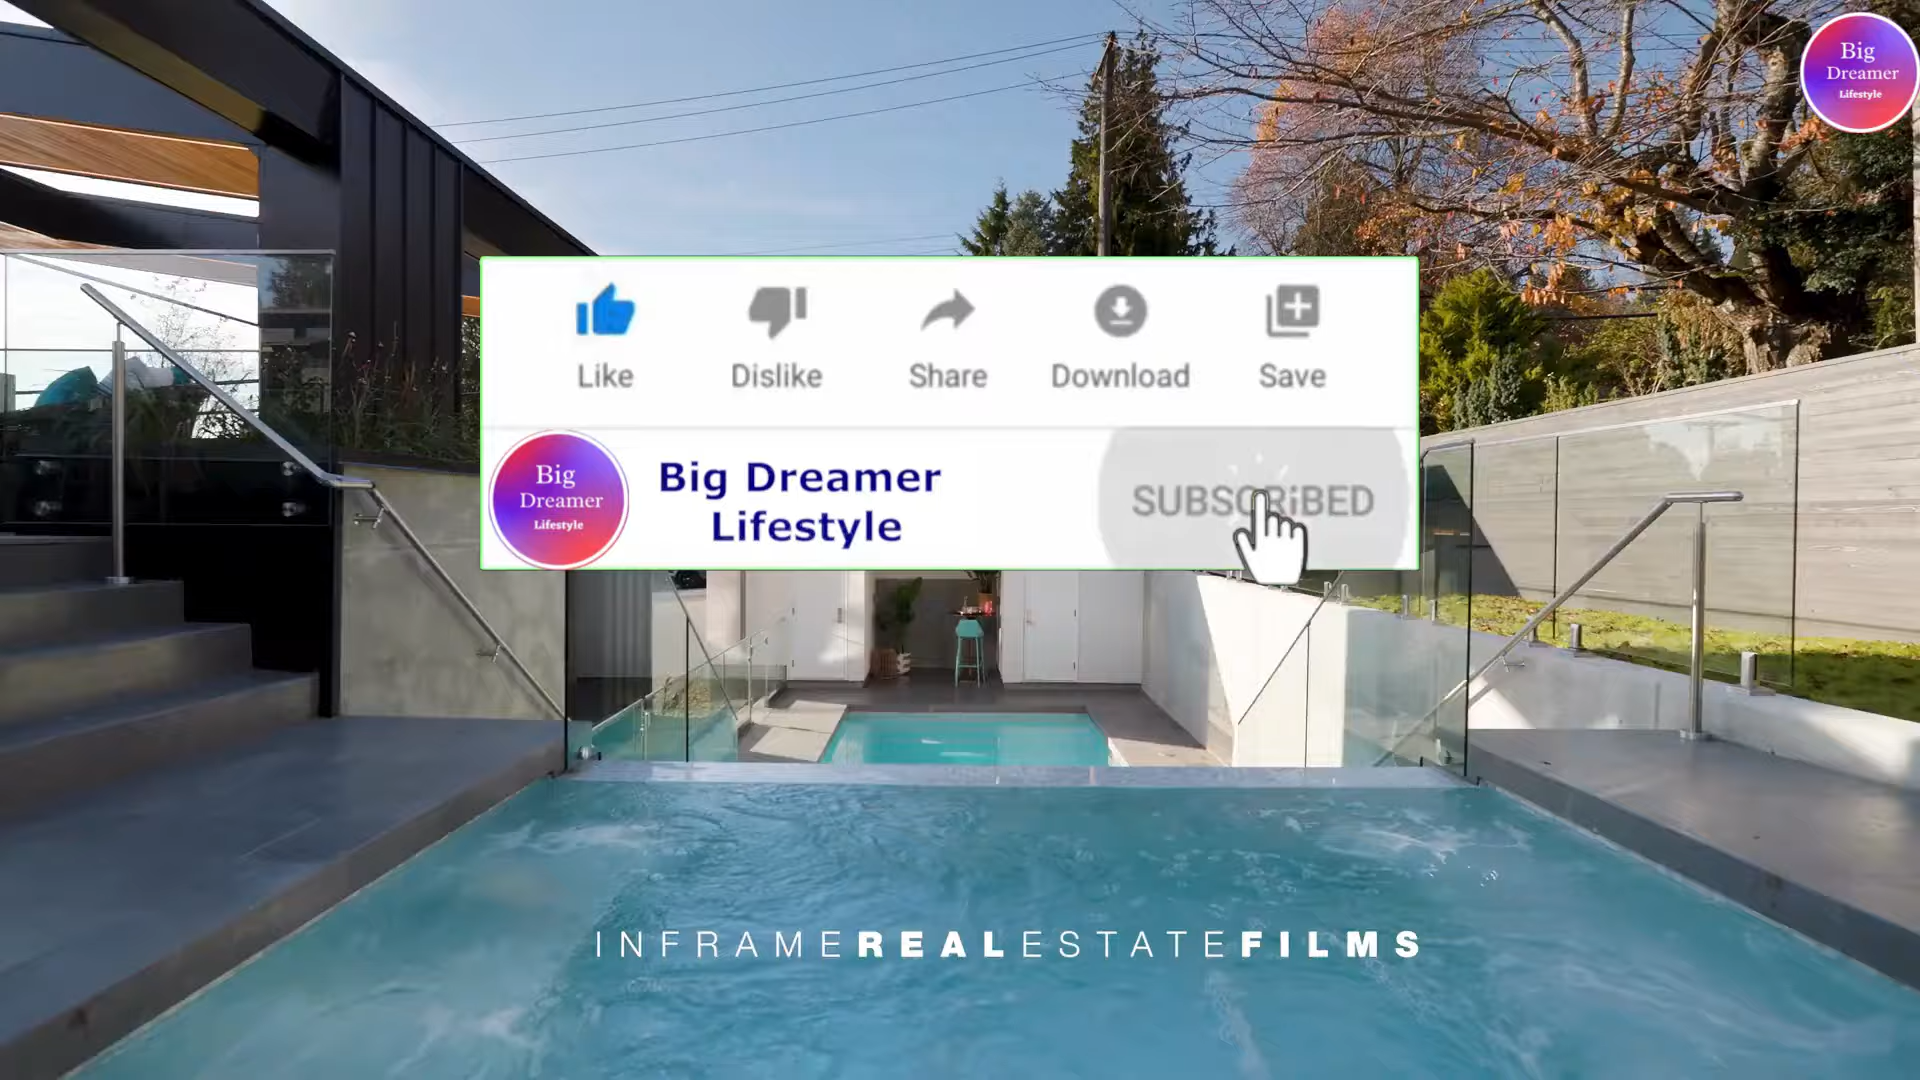 Big
Dreamer
Lifestyle
Like
Dislike
Share
Download
Save
Big
Dreamer
Lifestyle
Big Dreamer
Lifestyle
SUBSCRiBED
INFRAMEREALESTATEFILMS